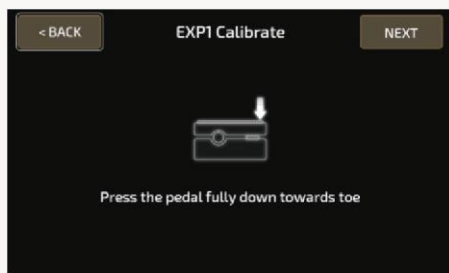 < BACK
EXP1 Calibrate
NEXT
Press the pedal fully down towards toe